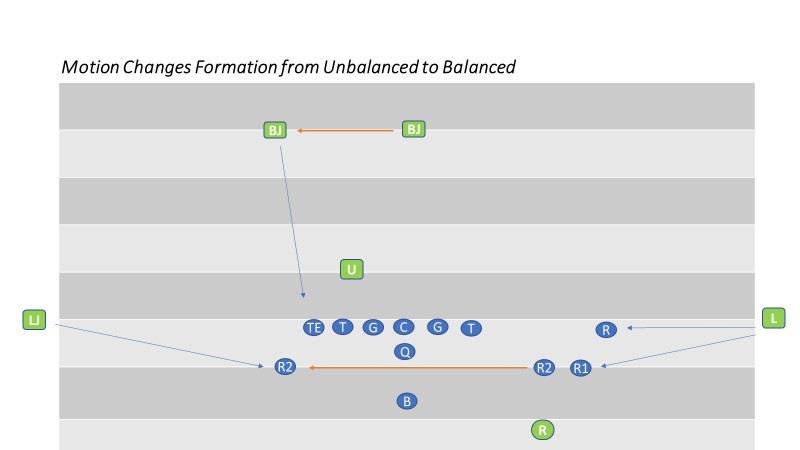 Motion Changes Formation from Unbalanced to Balanced
BJ BJ
U
LJ L
TE T G C G T R
Q
R2 R2 R1
B
R